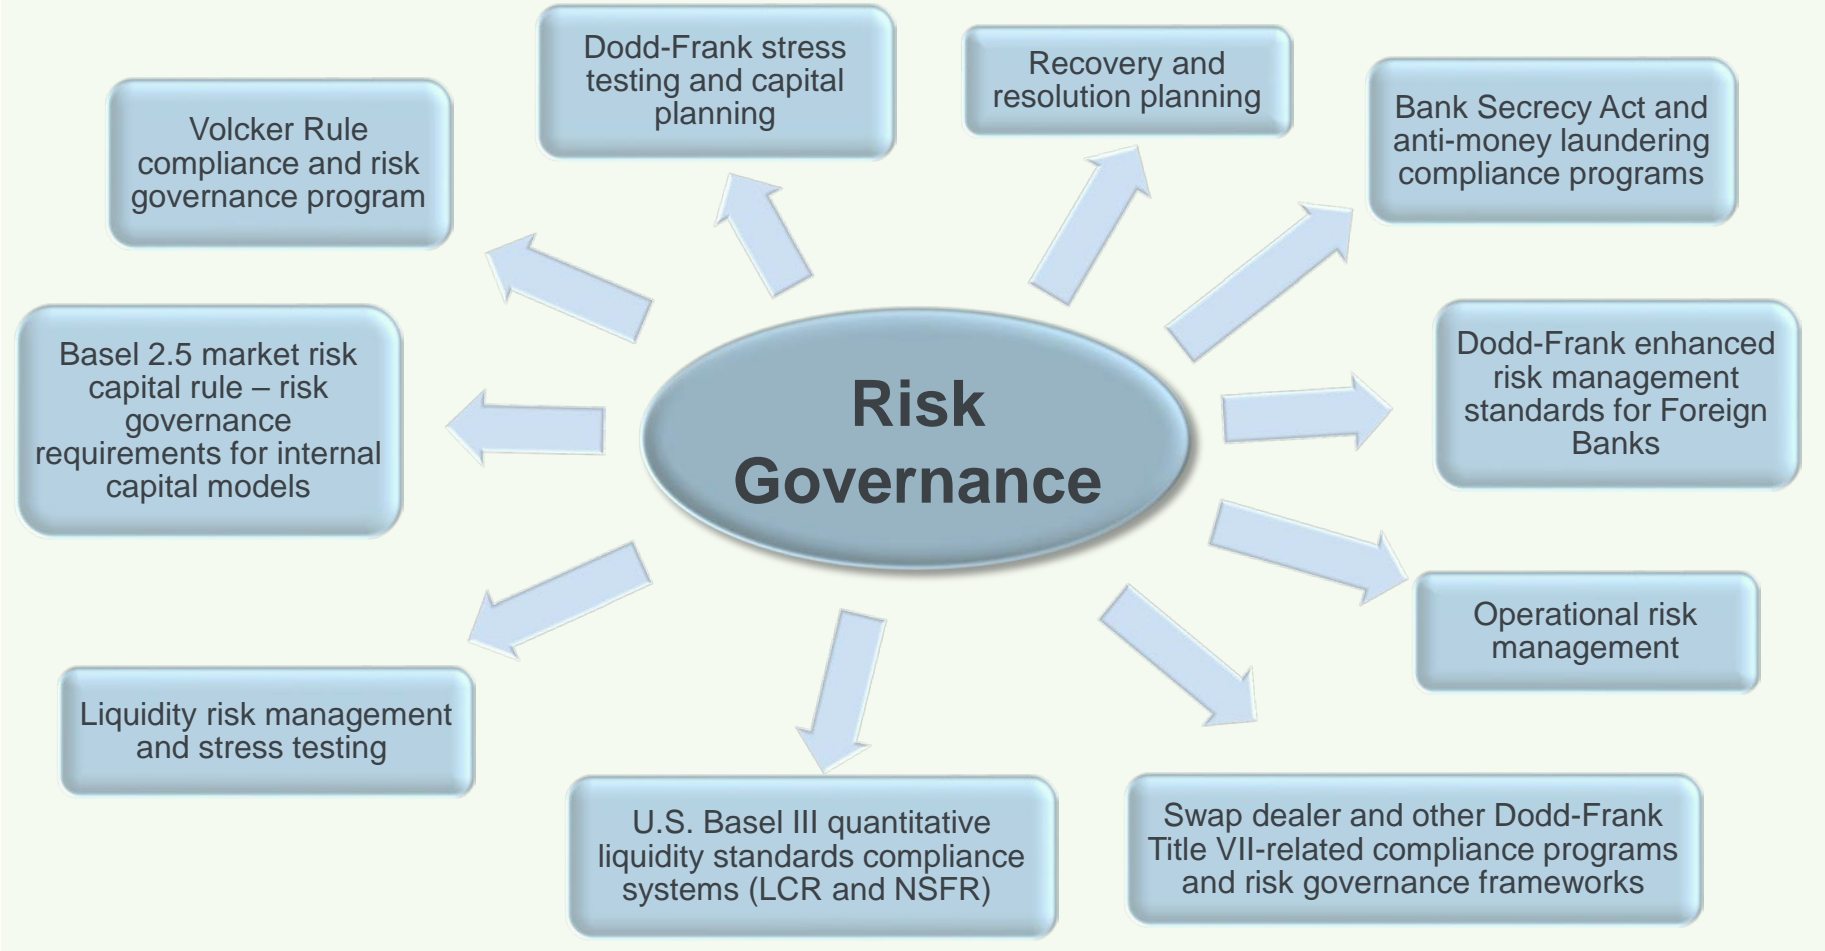 Dodd-Frank stress
testing and capital
planning
Recovery and
resolution planning
Volcker Rule
compliance and risk
governance program
Bank Secrecy Act and
anti-money laundering
compliance programs
Basel 2.5 market risk
capital rule – risk
governance
requirements for internal
capital models
Risk
Governance
Dodd-Frank enhanced
risk management
standards for Foreign
Banks
Operational risk
management
Liquidity risk management
and stress testing
U.S. Basel III quantitative
liquidity standards compliance
systems (LCR and NSFR)
Swap dealer and other Dodd-Frank
Title VII-related compliance programs
and risk governance frameworks